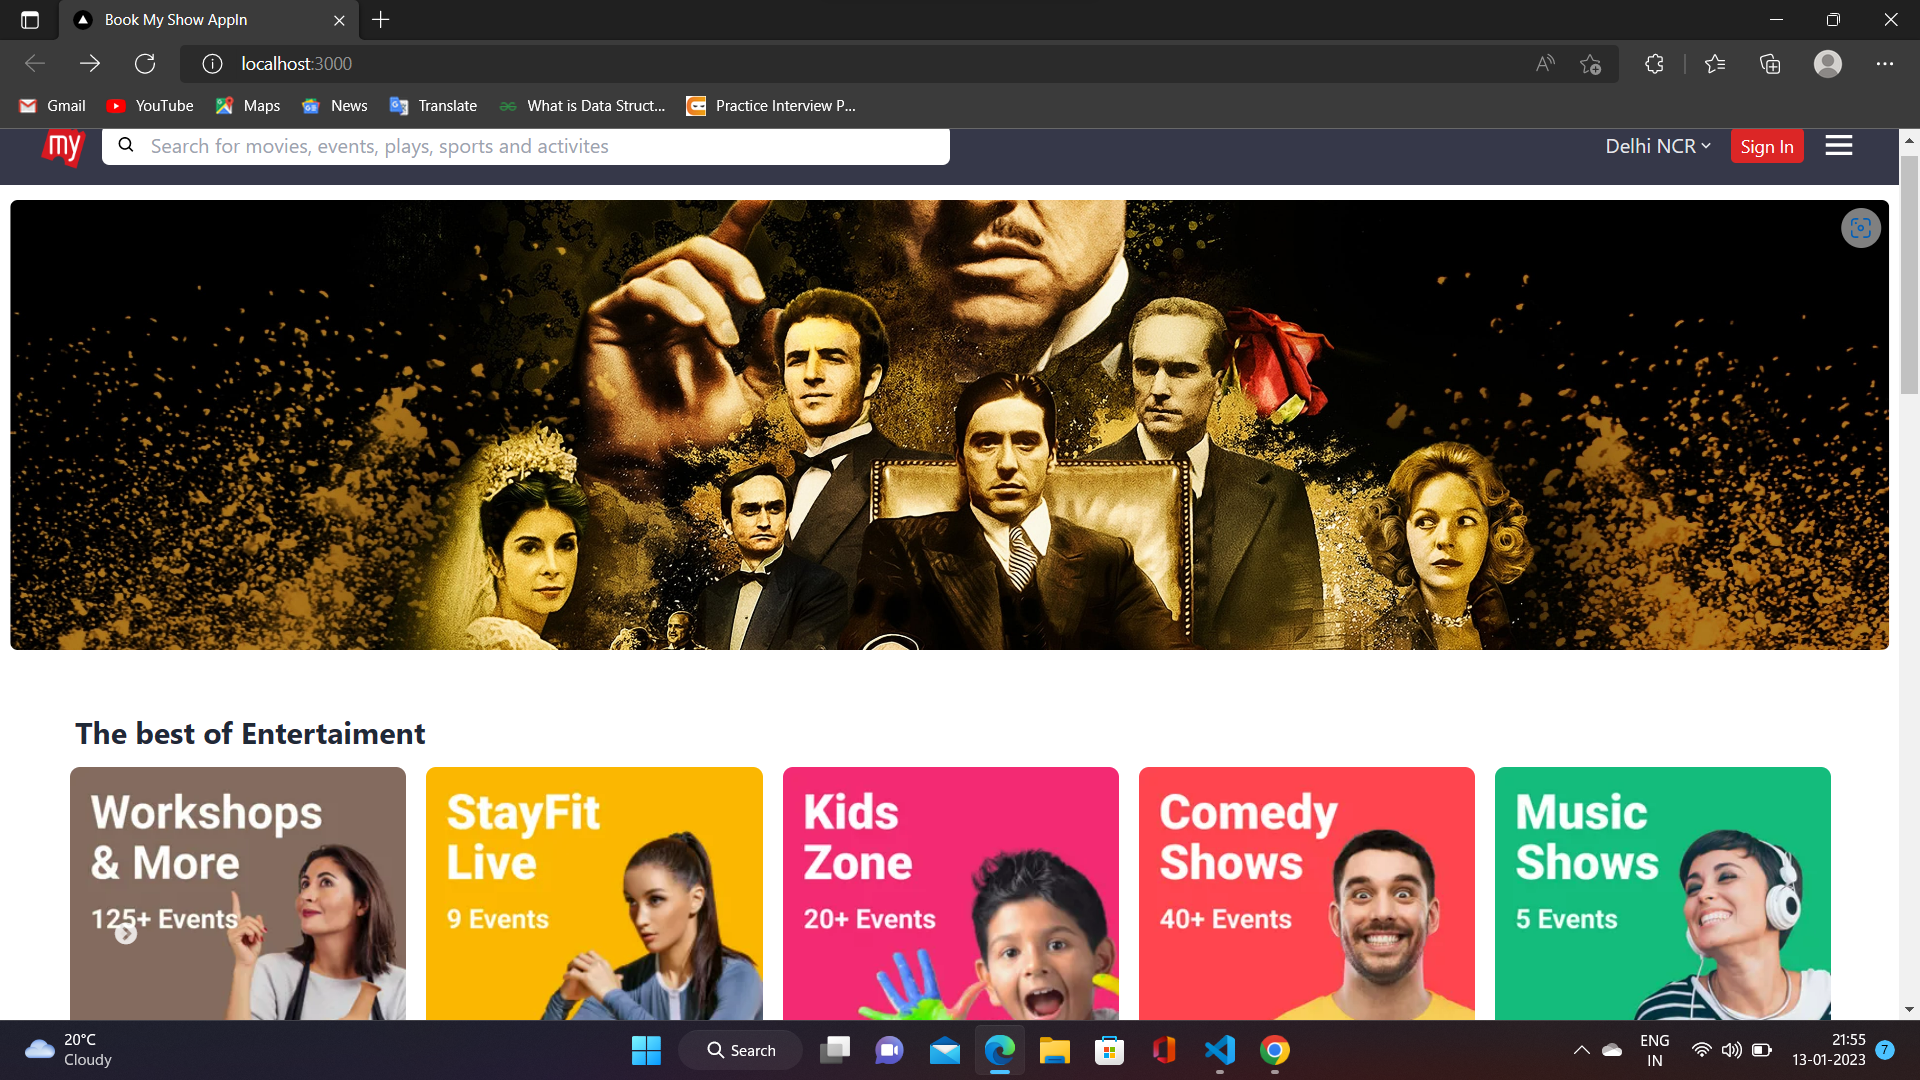 Book My Show AppIn
localhost:3000
Gmail
YouTube
Maps
News
Translate
What is Data Struct...
Practice Interview P...
my
Search for movies, events, plays, sports and activites
Delhi NCR
Sign In
The best of Entertaiment
Workshops
& More
125+ Events
StayFit
Live
9 Events
Kids
Zone
20+ Events
Comedy
Shows
40+ Events
Music
Shows
5 Events
20°C
Cloudy
Search
ENG
IN
21:55
13-01-2023
7